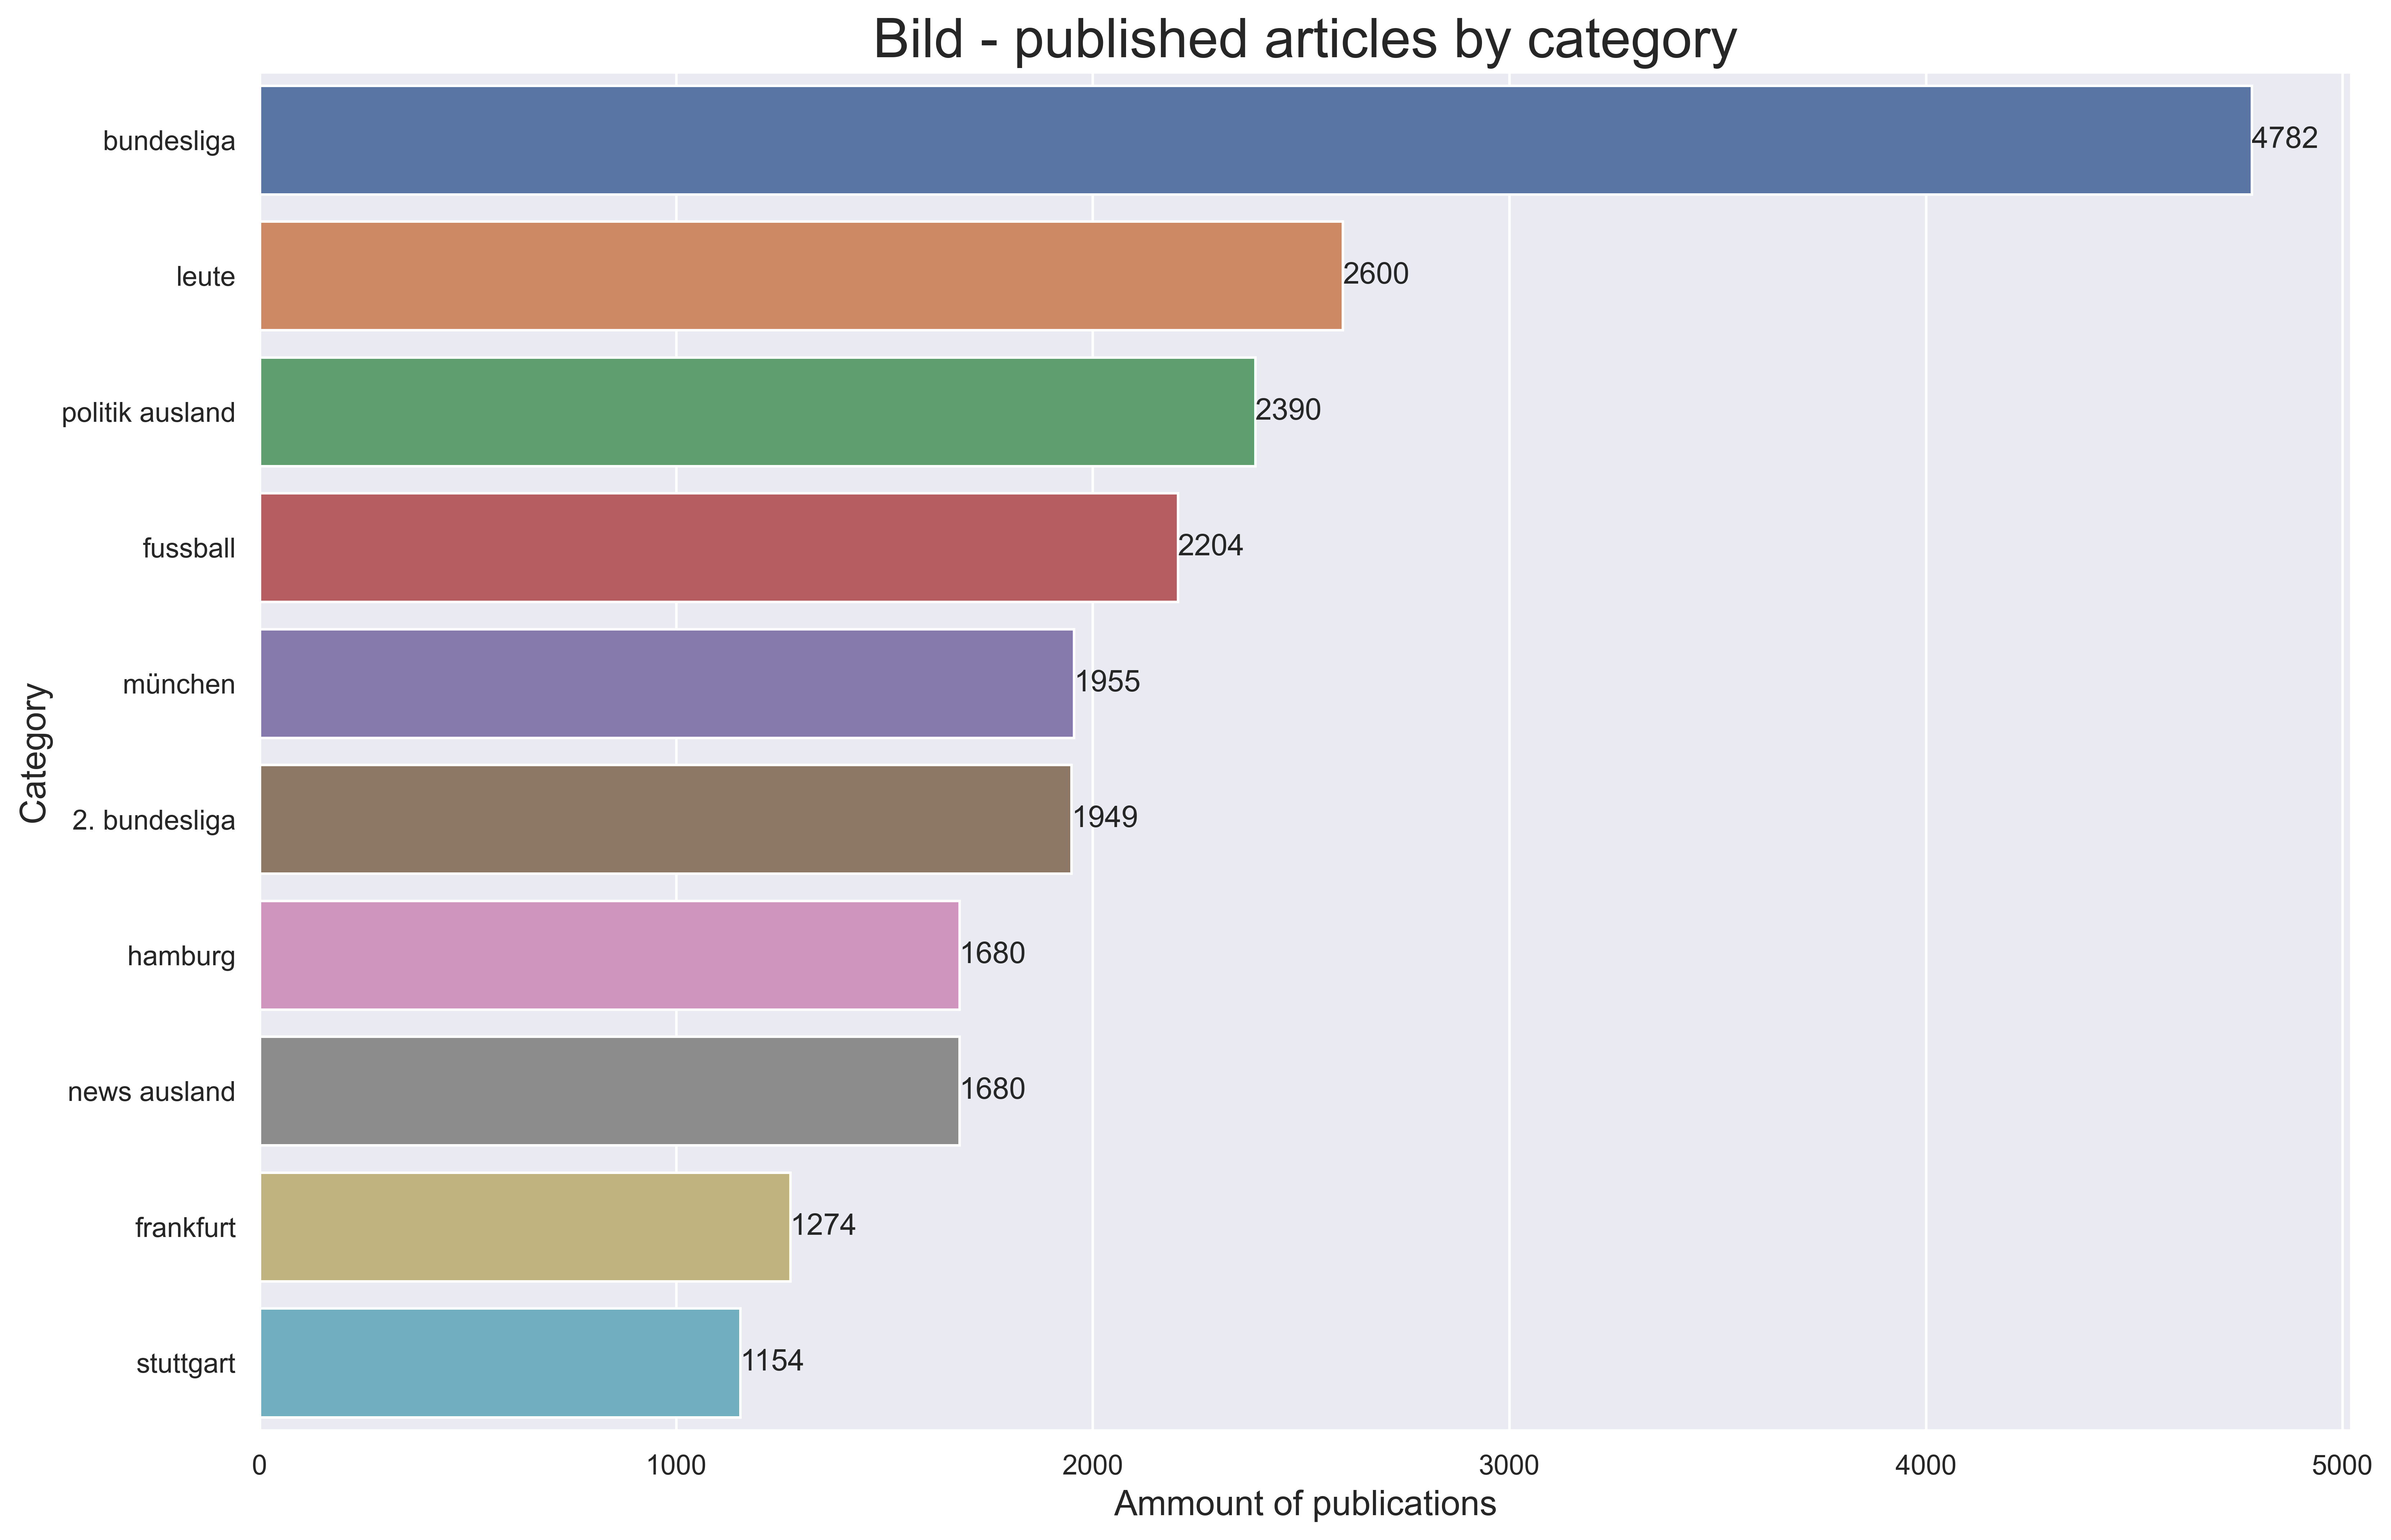 Bild - published articles by category
Category
bundesliga 4782
leute 2600
politik ausland 2390
fussball 2204
münchen 1955
2. bundesliga 1949
hamburg 1680
news ausland 1680
frankfurt 1274
stuttgart 1154
0 1000 2000 3000 4000 5000
Ammount of publications